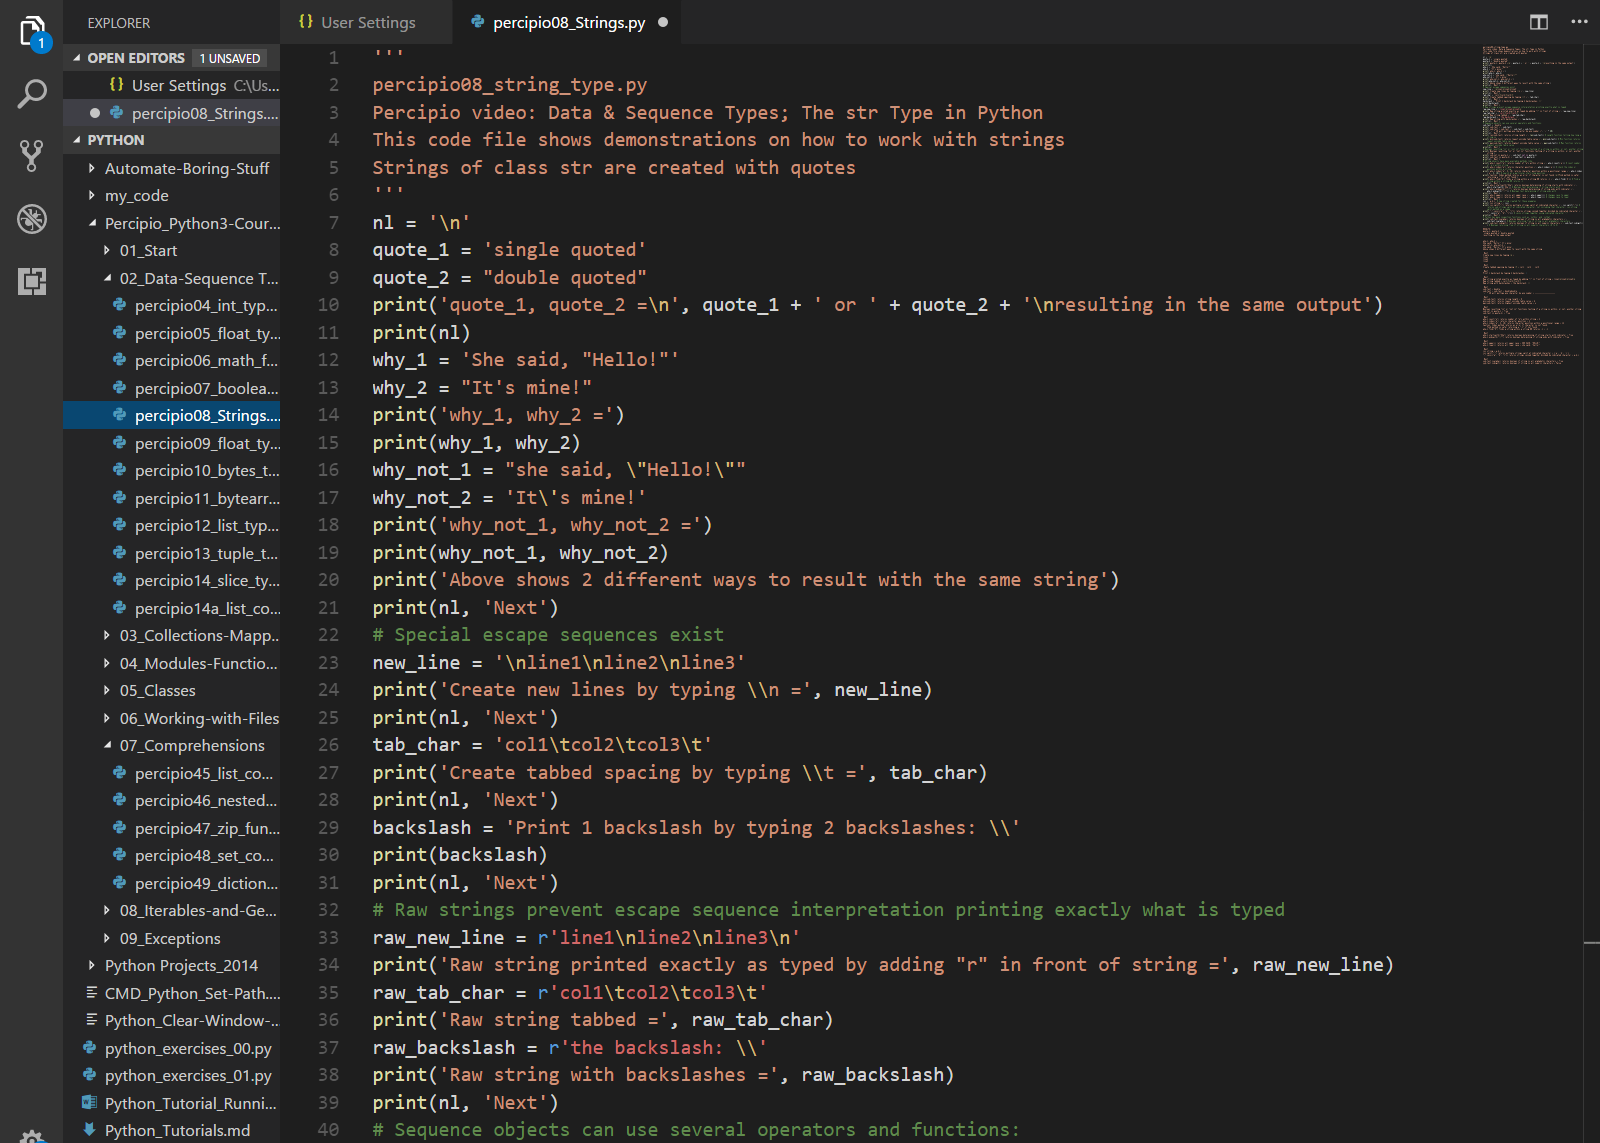 EXPLORER
OPEN EDITORS 1 UNSAVED
{} User Settings C:\Us...
percipio08_Strings....
PYTHON
Automate-Boring-Stuff
my_code
Percipio_Python3-Cour...
01_Start
02_Data-Sequence T...
percipio04_int_typ...
percipio05_float_ty...
percipio06_math_f...
percipio07_boolea...
percipio08_Strings....
percipio09_float_ty...
percipio10_bytes_t...
percipio11_bytearr...
percipio12_list_typ...
percipio13_tuple_t...
percipio14_slice_ty...
percipio14a_list_co...
03_Collections-Mapp...
04_Modules-Functio...
05_Classes
06_Working-with-Files
07_Comprehensions
percipio45_list_co...
percipio46_nested...
percipio47_zip_fun...
percipio48_set_co...
percipio49_diction...
08_Iterables-and-Ge...
09_Exceptions
Python Projects_2014
CMD_Python_Set-Path....
Python_Clear-Window-...
python_exercises_00.py
python_exercises_01.py
Python_Tutorial_Runni...
Python_Tutorials.md
1
{} User Settings
percipio08_Strings.py
1 '''
2 percipio08_string_type.py
3 Percipio video: Data & Sequence Types; The str Type in Python
4 This code file shows demonstrations on how to work with strings
5 Strings of class str are created with quotes
6 '''
7 nl = '\n'
8 quote_1 = 'single quoted'
9 quote_2 = "double quoted"
10 print('quote_1, quote_2 =\n', quote_1 + ' or ' + quote_2 + '\nresulting in the same output')
11 print(nl)
12 why_1 = 'She said, "Hello!"'
13 why_2 = "It's mine!"
14 print('why_1, why_2 =')
15 print(why_1, why_2)
16 why_not_1 = "she said, \"Hello!\""
17 why_not_2 = 'It\'s mine!'
18 print('why_not_1, why_not_2 =')
19 print(why_not_1, why_not_2)
20 print('Above shows 2 different ways to result with the same string')
21 print(nl, 'Next')
22 # Special escape sequences exist
23 new_line = '\nline1\nline2\nline3'
24 print('Create new lines by typing \\n =', new_line)
25 print(nl, 'Next')
26 tab_char = 'col1\tcol2\tcol3\t'
27 print('Create tabbed spacing by typing \\t =', tab_char)
28 print(nl, 'Next')
29 backslash = 'Print 1 backslash by typing 2 backslashes: \\'
30 print(backslash)
31 print(nl, 'Next')
32 # Raw strings prevent escape sequence interpretation printing exactly what is typed
33 raw_new_line = r'line1\nline2\nline3\n'
34 print('Raw string printed exactly as typed by adding "r" in front of string =', raw_new_line)
35 raw_tab_char = r'col1\tcol2\tcol3\t'
36 print('Raw string tabbed =', raw_tab_char)
37 raw_backslash = r'the backslash: \\'
38 print('Raw string with backslashes =', raw_backslash)
39 print(nl, 'Next')
40 # Sequence objects can use several operators and functions: